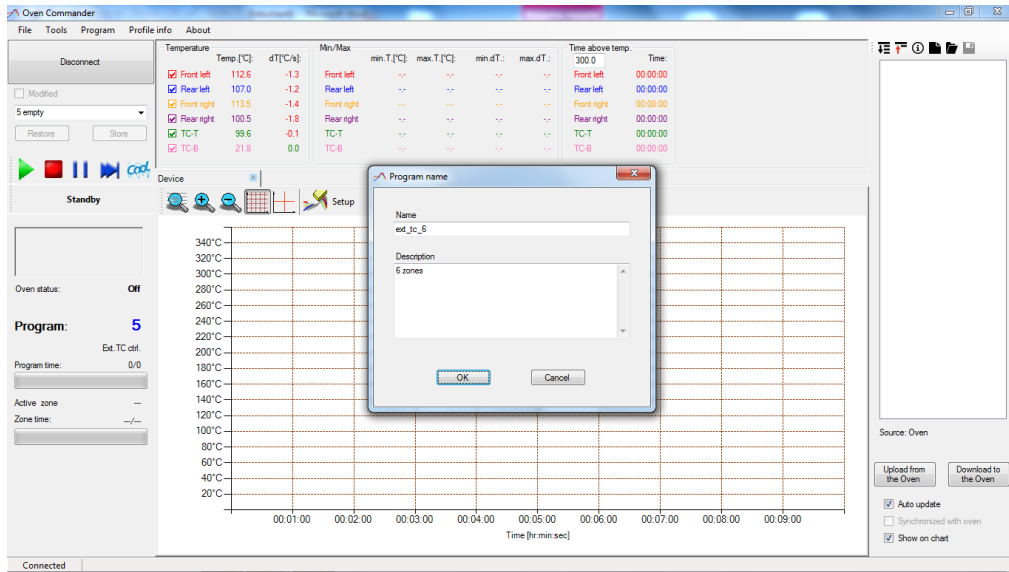 Oven Commander
File Tools Program Profile info About
Disconnect
Modified
5 empty
Restore Store
cool
Standby
Oven status: Off
Program: 5
Ext.TC ctrl.
Program time: 0/0
Active zone ---
Zone time: ---/---
Temperature
Temp.[°C]: dT[°C/s]:
Front left 112.6 -1.3
Rear left 107.0 -1.2
Front right 113.5 -1.4
Rear right 100.5 -1.8
TC-T 99.6 -0.1
TC-B 21.8 0.0
Min/Max
min.T.[°C]: max.T.[°C]: min.dT.: max.dT.:
Front left -.- -.- -.- -.-
Rear left -.- -.- -.- -.-
Front right -.- -.- -.- -.-
Rear right -.- -.- -.- -.-
TC-T -.- -.- -.- -.-
TC-B -.- -.- -.- -.-
Time above temp.
300.0 Time:
Front left 00:00:00
Rear left 00:00:00
Front right 00:00:00
Rear right 00:00:00
TC-T 00:00:00
TC-B 00:00:00
Device
Setup
340°C
320°C
300°C
280°C
260°C
240°C
220°C
200°C
180°C
160°C
140°C
120°C
100°C
80°C
60°C
40°C
20°C
00:01:00 00:02:00 00:03:00 00:04:00 00:05:00 00:06:00 00:07:00 00:08:00 00:09:00
Time [hr:min:sec]
Program name
Name
ext_tc_6
Description
6 zones
OK Cancel
Source: Oven
Upload from
the Oven
Download to
the Oven
Auto update
Synchronized with oven
Show on chart
Connected